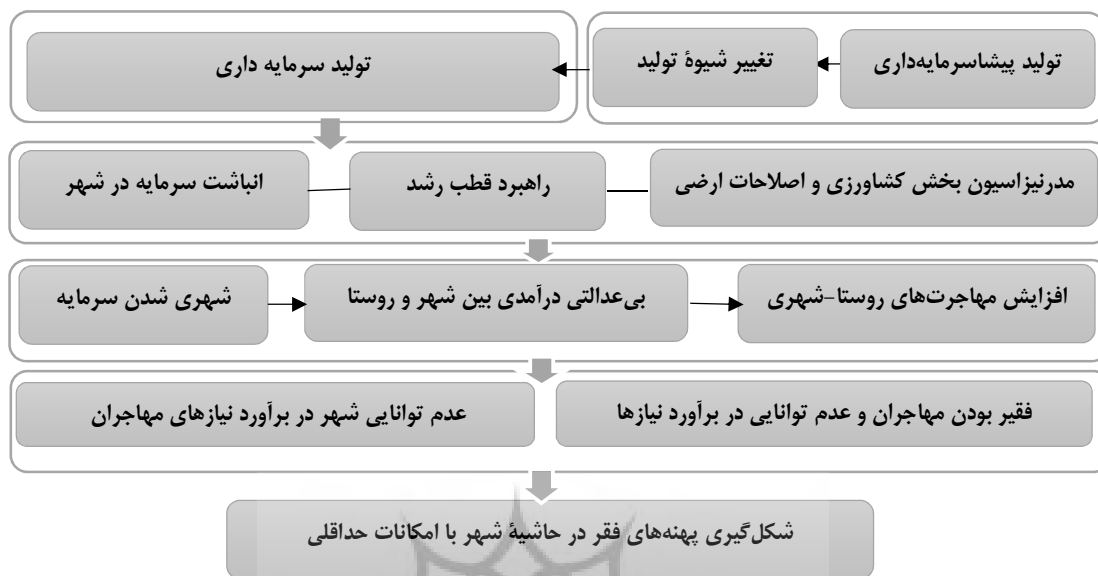 تولید پیشاسرمایه‌داری
تغییر شیوهٔ تولید
تولید سرمایه داری
مدرنیزاسیون بخش کشاورزی و اصلاحات ارضی
راهبرد قطب رشد
انباشت سرمایه در شهر
افزایش مهاجرت‌های روستا-شهری
بی‌عدالتی درآمدی بین شهر و روستا
شهری شدن سرمایه
فقیر بودن مهاجران و عدم توانایی در برآورد نیازها
عدم توانایی شهر در برآورد نیازهای مهاجران
شکل‌گیری پهنه‌های فقر در حاشیهٔ شهر با امکانات حداقلی